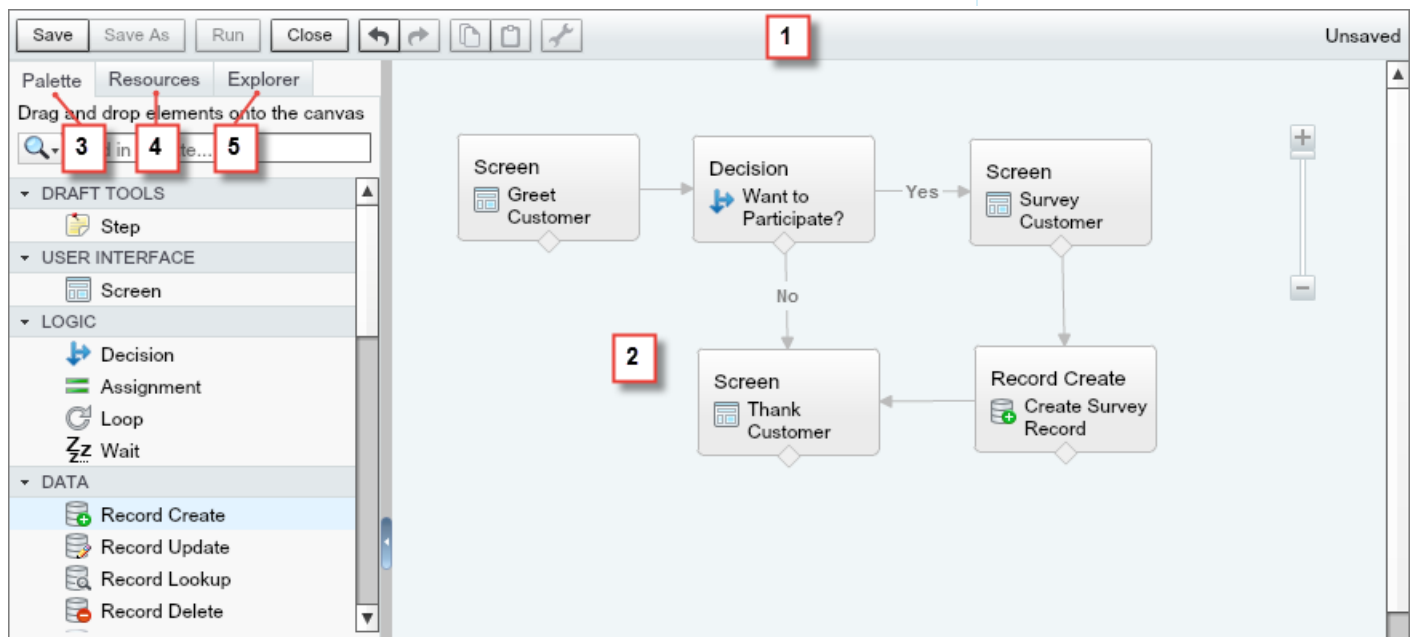 Save Save As Run Close 1 Unsaved
Palette Resources Explorer
Drag and drop elements onto the canvas
3 in 4 te... 5
DRAFT TOOLS
Step
USER INTERFACE
Screen
LOGIC
Decision
Assignment
Loop
Wait
DATA
Record Create
Record Update
Record Lookup
Record Delete
Screen
Greet
Customer
Decision
Want to
Participate?
Yes
Screen
Survey
Customer
No
2
Screen
Thank
Customer
Record Create
Create Survey
Record